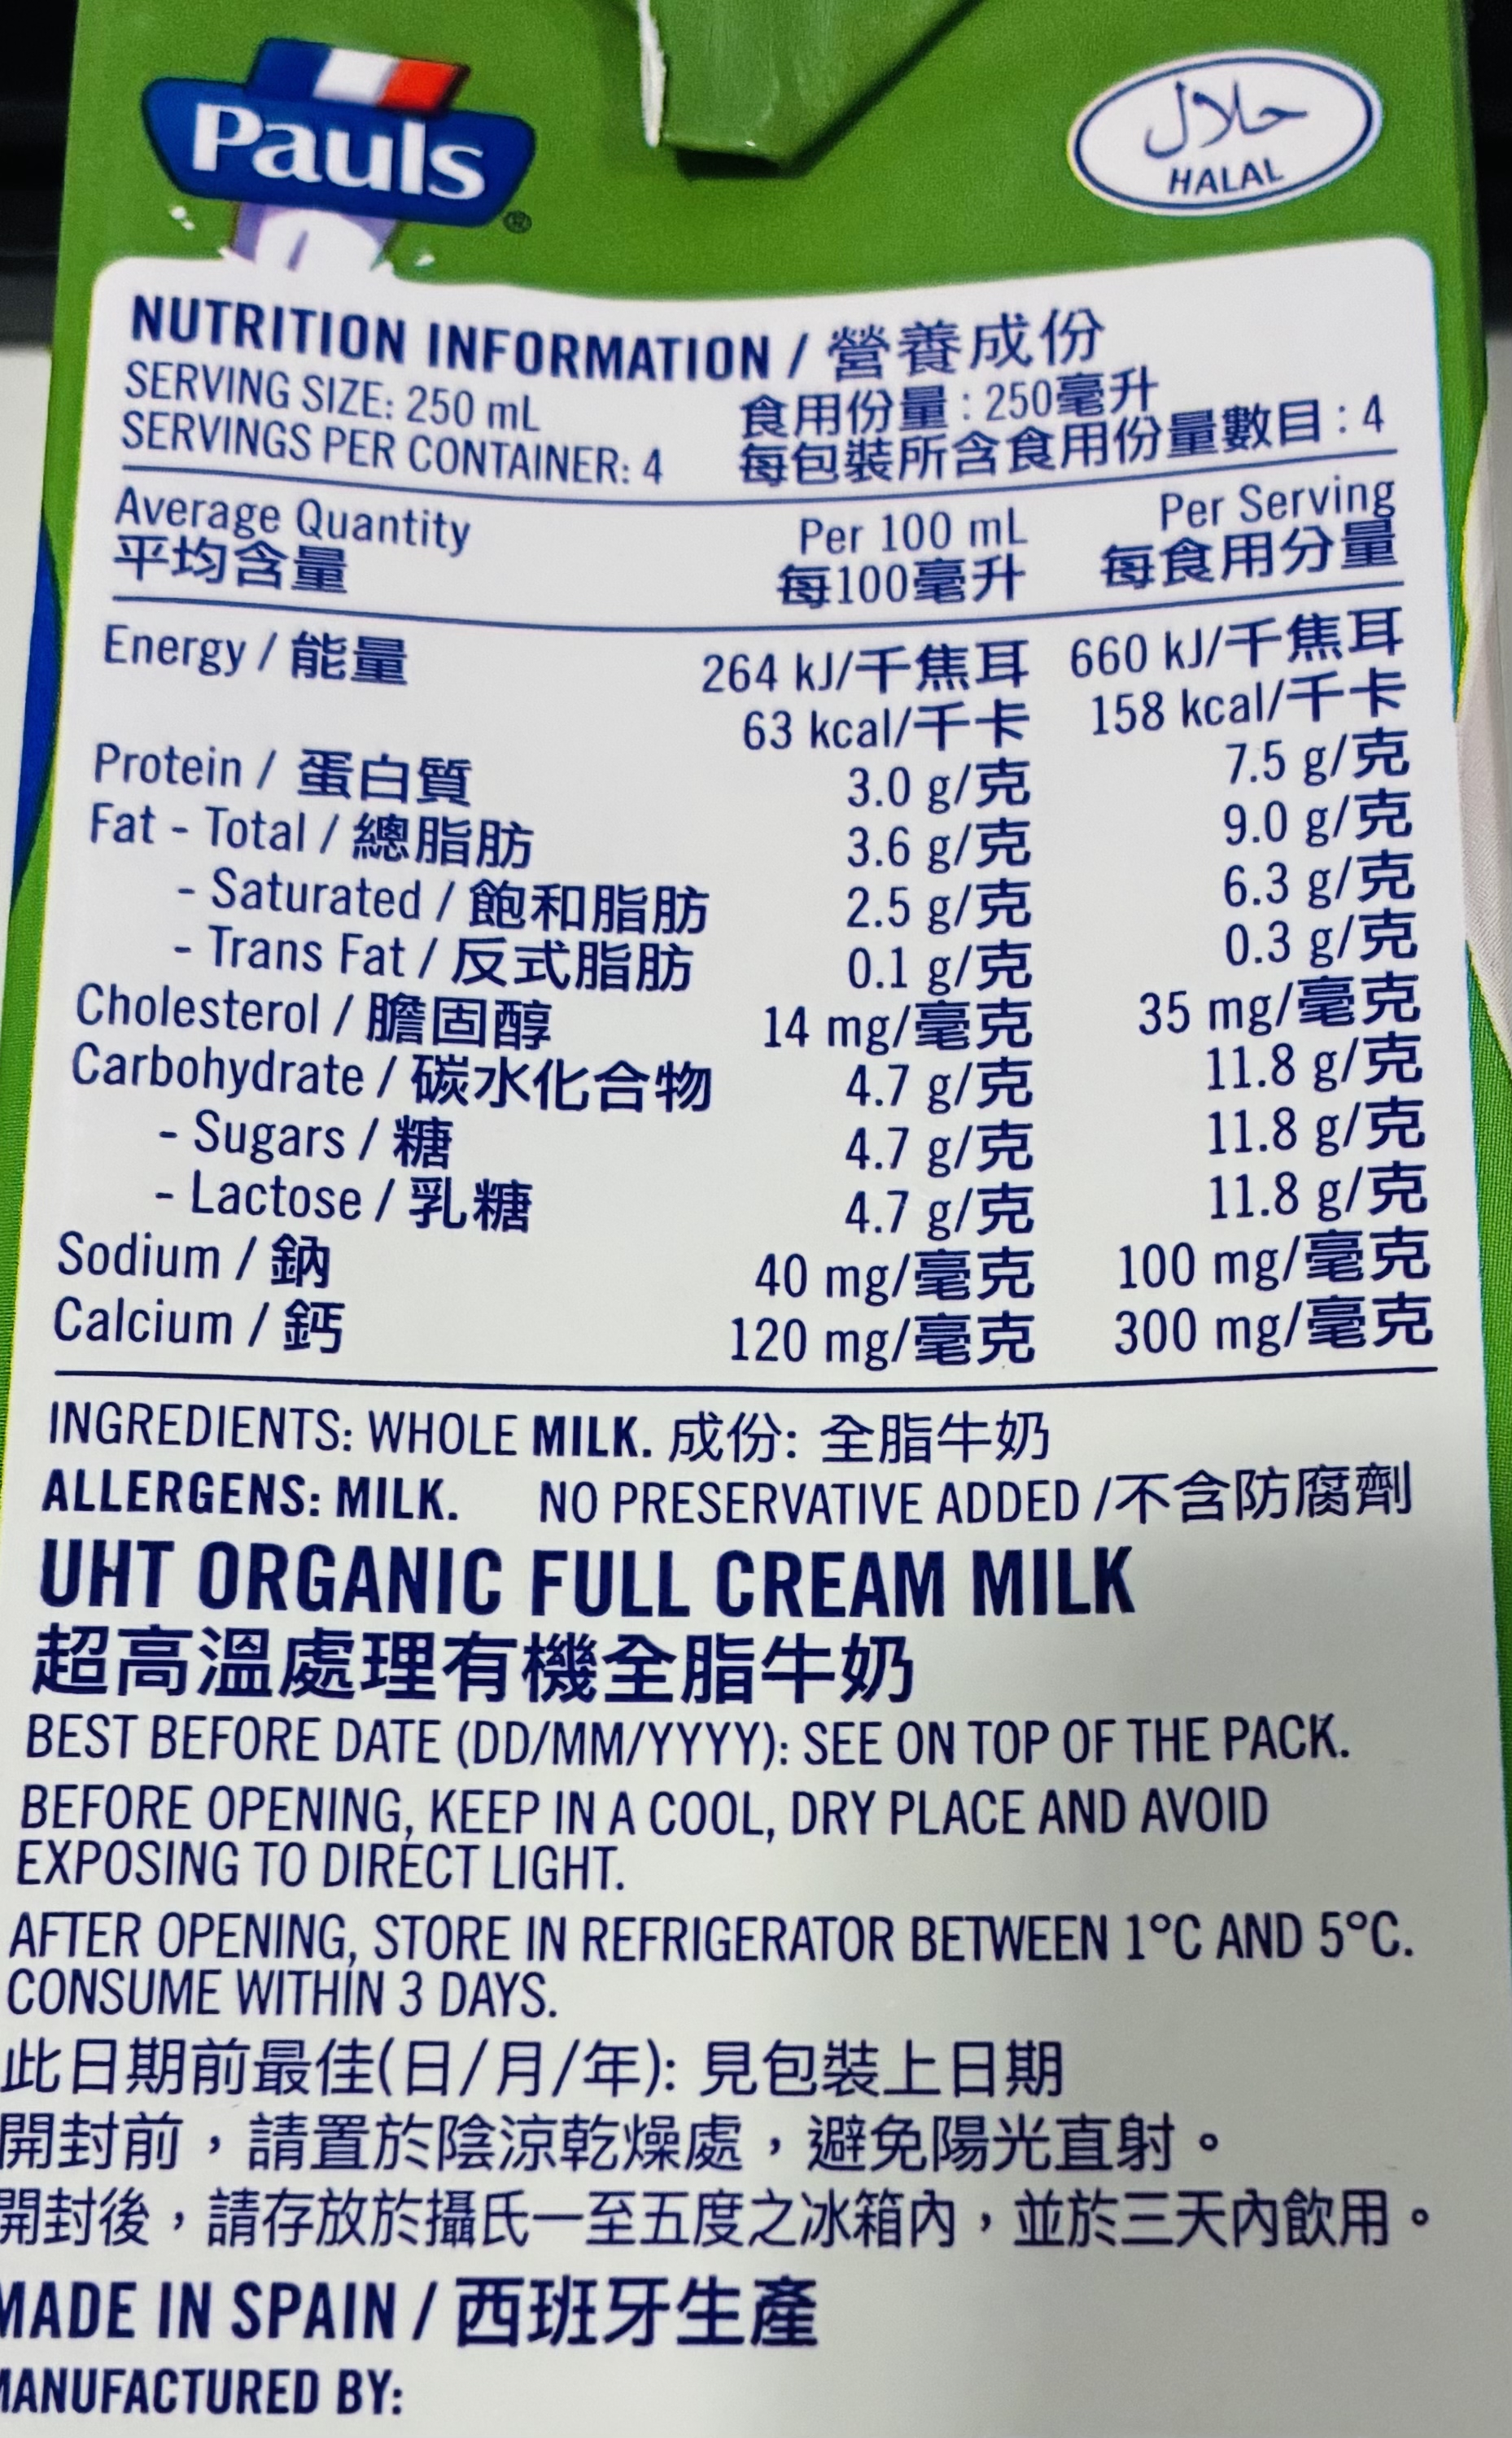 Pauls
®
حلال
HALAL
NUTRITION INFORMATION / 營養成份
SERVING SIZE: 250 mL 食用份量 : 250毫升
SERVINGS PER CONTAINER: 4 每包裝所含食用份量數目 : 4
Average Quantity Per 100 mL Per Serving
平均含量 每100毫升 每食用分量
Energy / 能量 264 kJ/千焦耳 660 kJ/千焦耳
63 kcal/千卡 158 kcal/千卡
Protein / 蛋白質 3.0 g/克 7.5 g/克
Fat - Total / 總脂肪 3.6 g/克 9.0 g/克
- Saturated / 飽和脂肪 2.5 g/克 6.3 g/克
- Trans Fat / 反式脂肪 0.1 g/克 0.3 g/克
Cholesterol / 膽固醇 14 mg/毫克 35 mg/毫克
Carbohydrate / 碳水化合物 4.7 g/克 11.8 g/克
- Sugars / 糖 4.7 g/克 11.8 g/克
- Lactose / 乳糖 4.7 g/克 11.8 g/克
Sodium / 鈉 40 mg/毫克 100 mg/毫克
Calcium / 鈣 120 mg/毫克 300 mg/毫克
INGREDIENTS: WHOLE MILK. 成份: 全脂牛奶
ALLERGENS: MILK. NO PRESERVATIVE ADDED /不含防腐劑
UHT ORGANIC FULL CREAM MILK
超高溫處理有機全脂牛奶
BEST BEFORE DATE (DD/MM/YYYY): SEE ON TOP OF THE PACK.
BEFORE OPENING, KEEP IN A COOL, DRY PLACE AND AVOID
EXPOSING TO DIRECT LIGHT.
AFTER OPENING, STORE IN REFRIGERATOR BETWEEN 1°C AND 5°C.
CONSUME WITHIN 3 DAYS.
此日期前最佳(日/月/年): 見包裝上日期
開封前，請置於陰涼乾燥處，避免陽光直射。
開封後，請存放於攝氏一至五度之冰箱內，並於三天內飲用。
MADE IN SPAIN / 西班牙生產
MANUFACTURED BY: